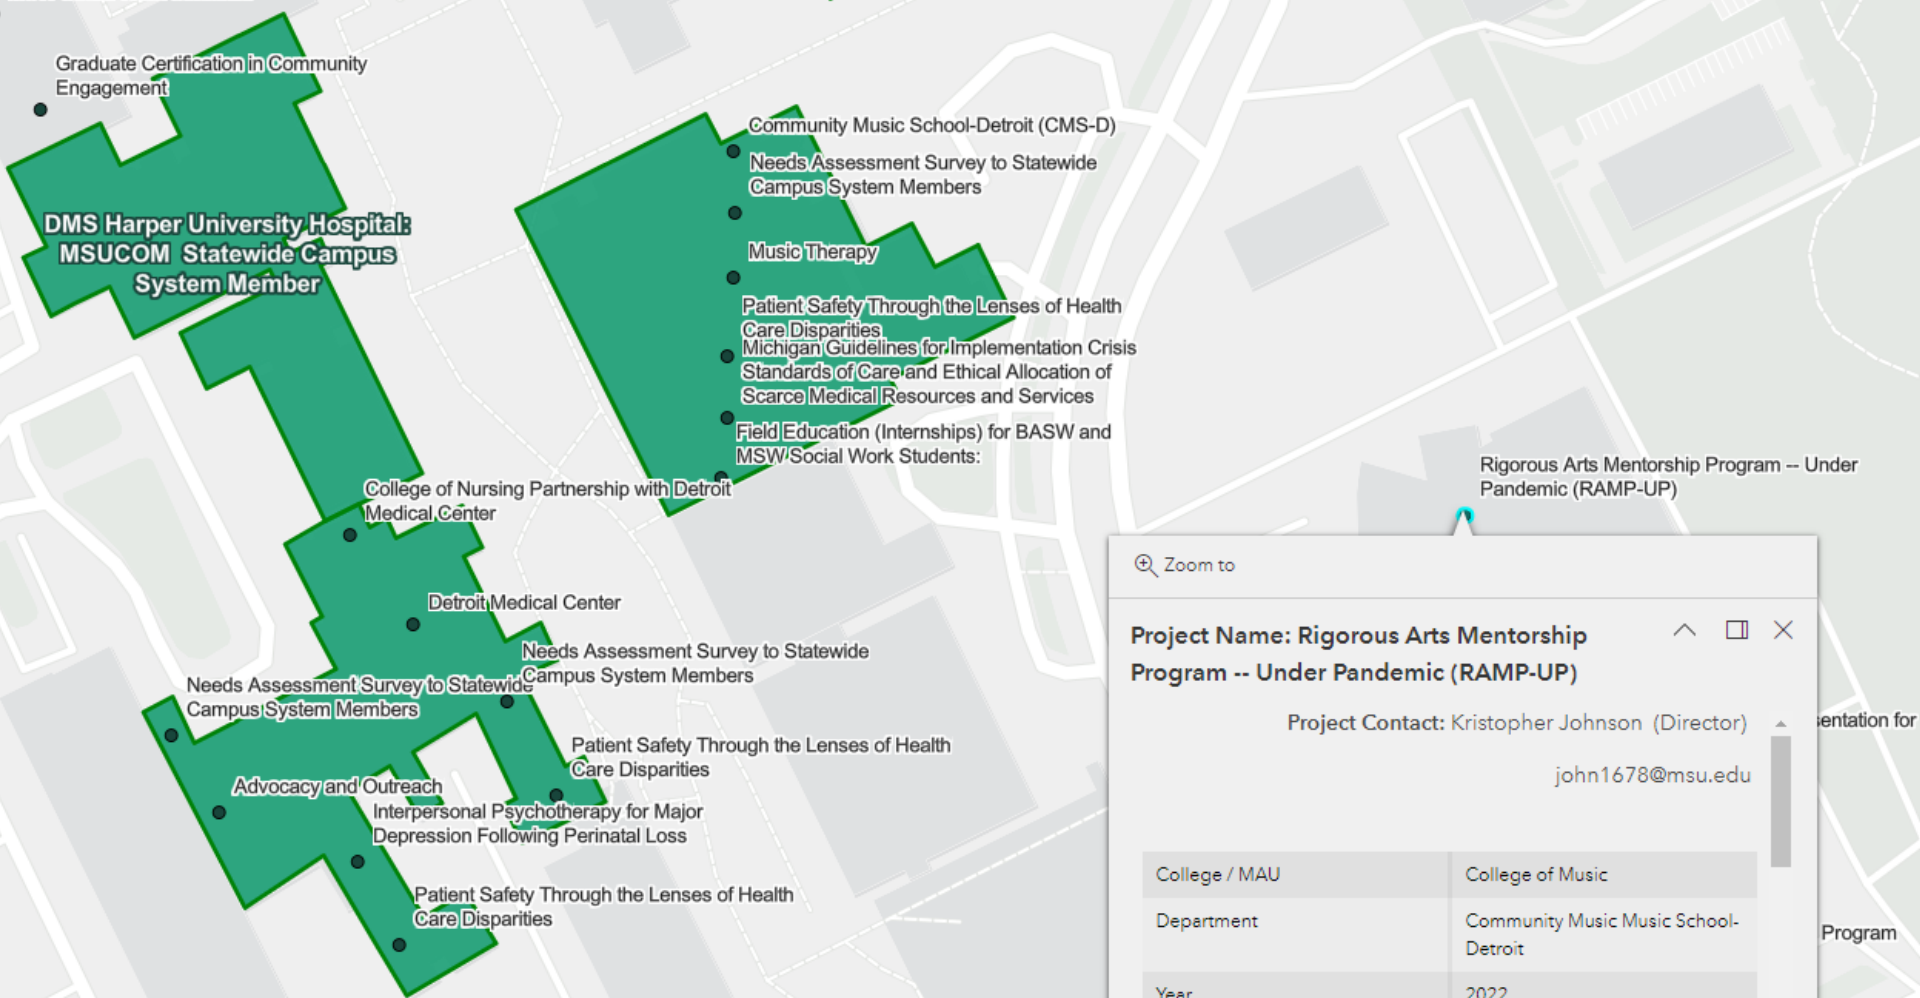 Graduate Certification in Community
Engagement
DMS Harper University Hospital:
MSUCOM Statewide Campus
System Member
Community Music School-Detroit (CMS-D)
Needs Assessment Survey to Statewide
Campus System Members
Music Therapy
Patient Safety Through the Lenses of Health
Care Disparities
Michigan Guidelines for Implementation Crisis
Standards of Care and Ethical Allocation of
Scarce Medical Resources and Services
Field Education (Internships) for BASW and
MSW Social Work Students:
College of Nursing Partnership with Detroit
Medical Center
Detroit Medical Center
Needs Assessment Survey to Statewide
Campus System Members
Needs Assessment Survey to Statewide
Campus System Members
Patient Safety Through the Lenses of Health
Care Disparities
Advocacy and Outreach
Interpersonal Psychotherapy for Major
Depression Following Perinatal Loss
Patient Safety Through the Lenses of Health
Care Disparities
Rigorous Arts Mentorship Program -- Under
Pandemic (RAMP-UP)
Zoom to
Project Name: Rigorous Arts Mentorship
Program -- Under Pandemic (RAMP-UP)
Project Contact: Kristopher Johnson (Director)
john1678@msu.edu
College / MAU College of Music
Department Community Music Music School-
Detroit
Year 2022
for
Program